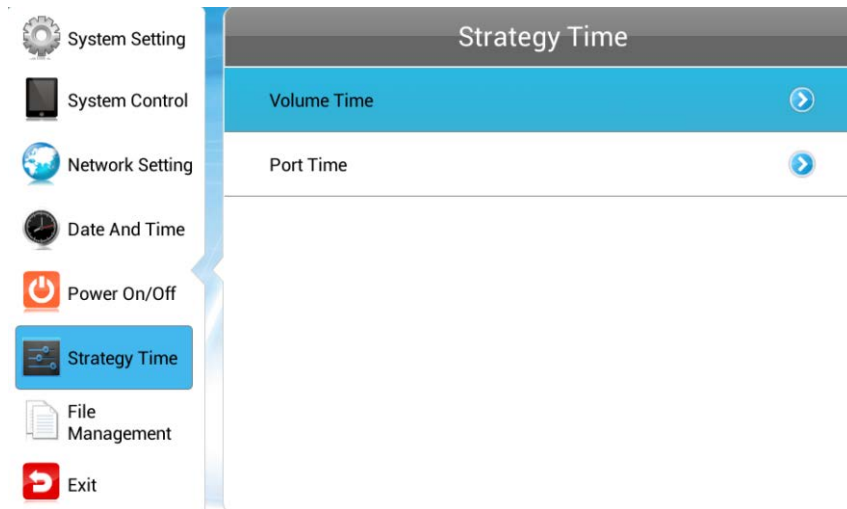 System Setting
System Control
Network Setting
Date And Time
Power On/Off
Strategy Time
File
Management
Exit
Strategy Time
Volume Time
Port Time